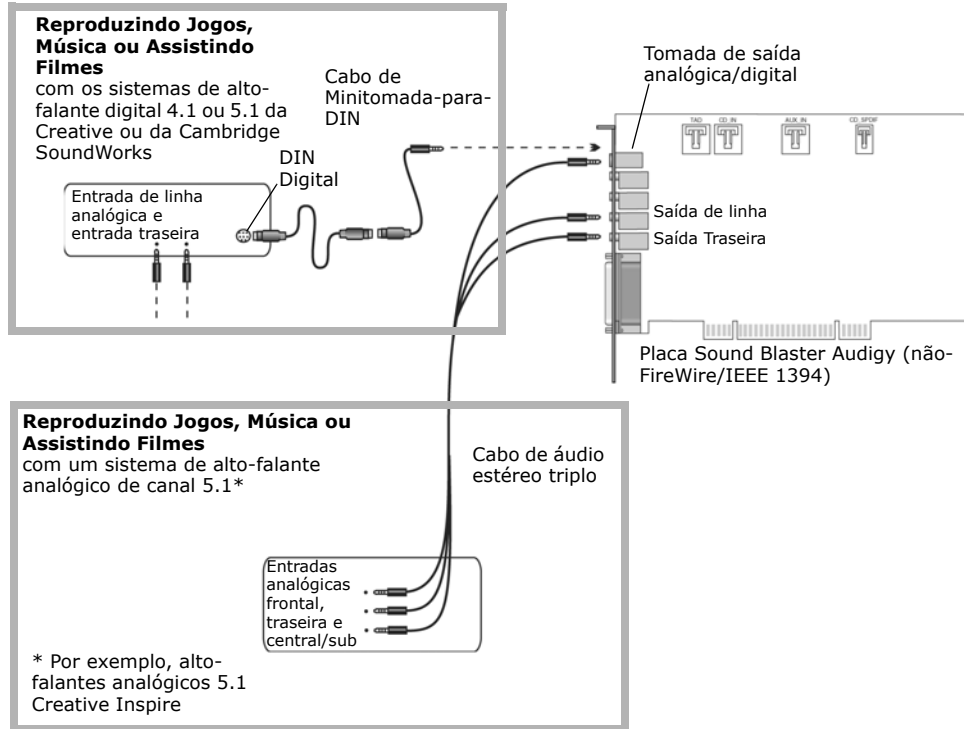 Reproduzindo Jogos,
Música ou Assistindo
Filmes
com os sistemas de alto-
falante digital 4.1 ou 5.1 da
Creative ou da Cambridge
SoundWorks
Cabo de
Minitomada-para-
DIN
DIN
Digital
Entrada de linha
analógica e
entrada traseira
Tomada de saída
analógica/digital
TAD
CD_IN
AUX_IN
CD_SPDIF
Saída de linha
Saída Traseira
Placa Sound Blaster Audigy (não-
FireWire/IEEE 1394)
Reproduzindo Jogos, Música ou
Assistindo Filmes
com um sistema de alto-falante
analógico de canal 5.1*
Cabo de áudio
estéreo triplo
Entradas
analógicas
frontal,
traseira e
central/sub
* Por exemplo, alto-
falantes analógicos 5.1
Creative Inspire